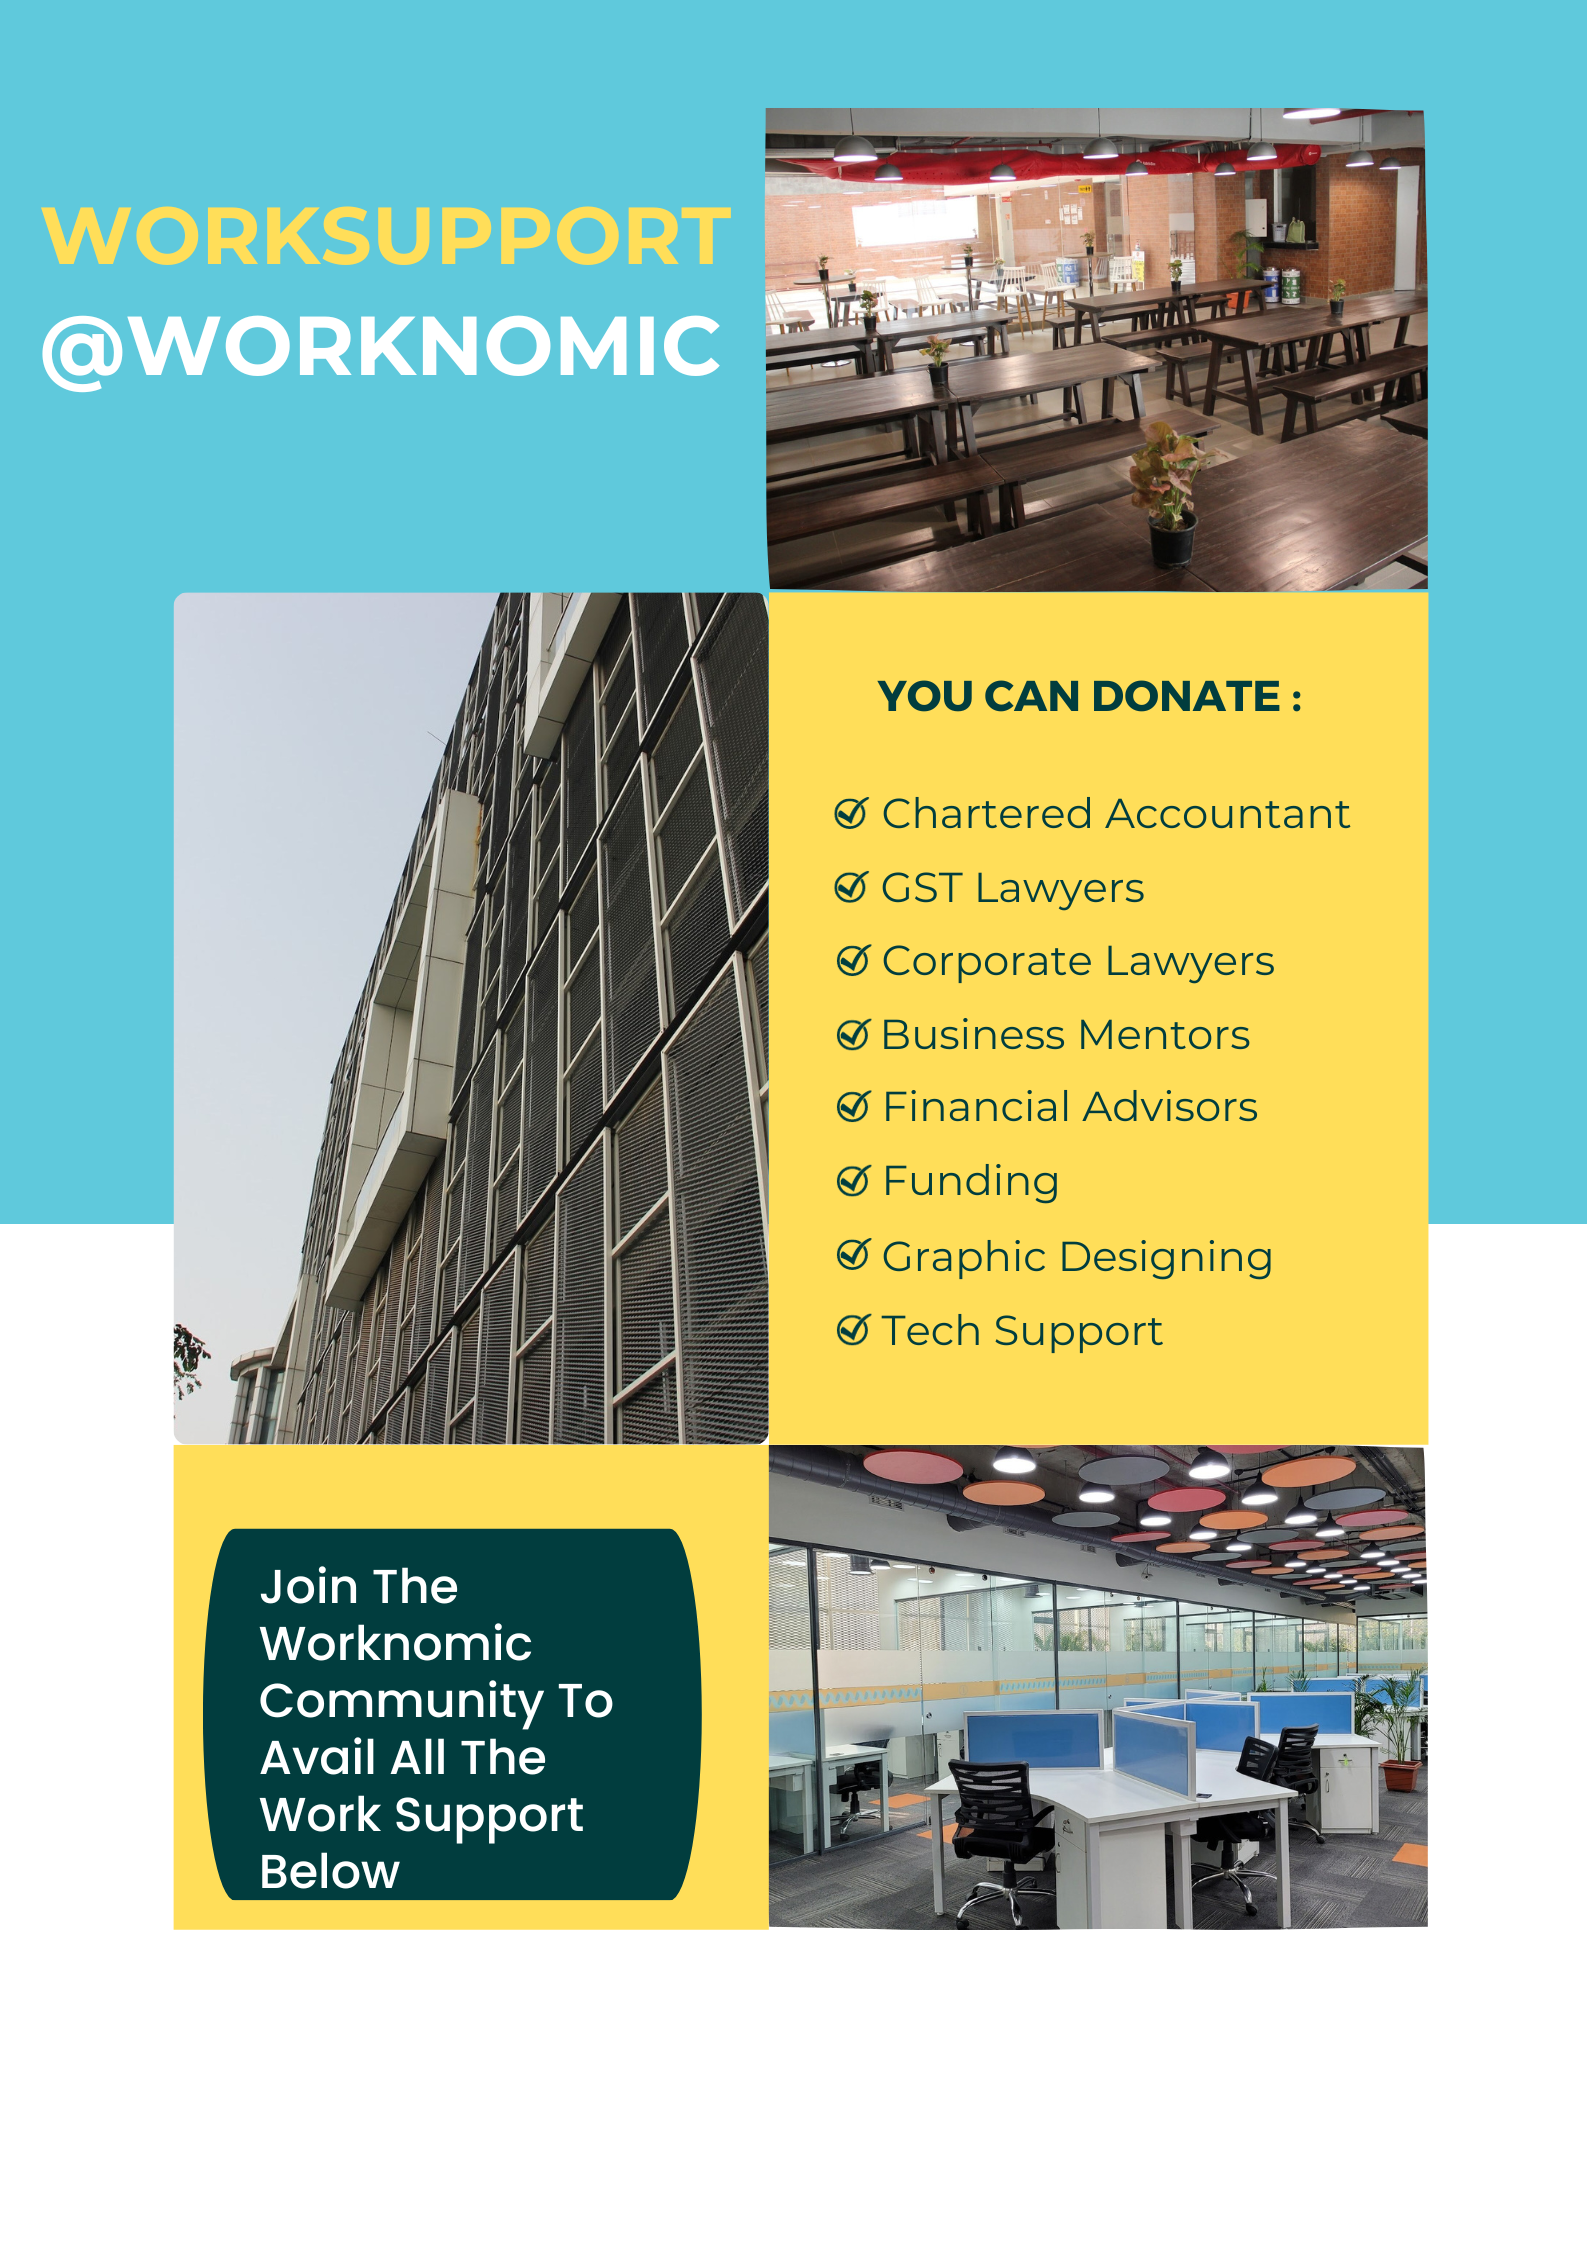 WORKSUPPORT
@WORKNOMIC
YOU CAN DONATE :
Chartered Accountant
GST Lawyers
Corporate Lawyers
Business Mentors
Financial Advisors
Funding
Graphic Designing
Tech Support
Join The
Worknomic
Community To
Avail All The
Work Support
Below